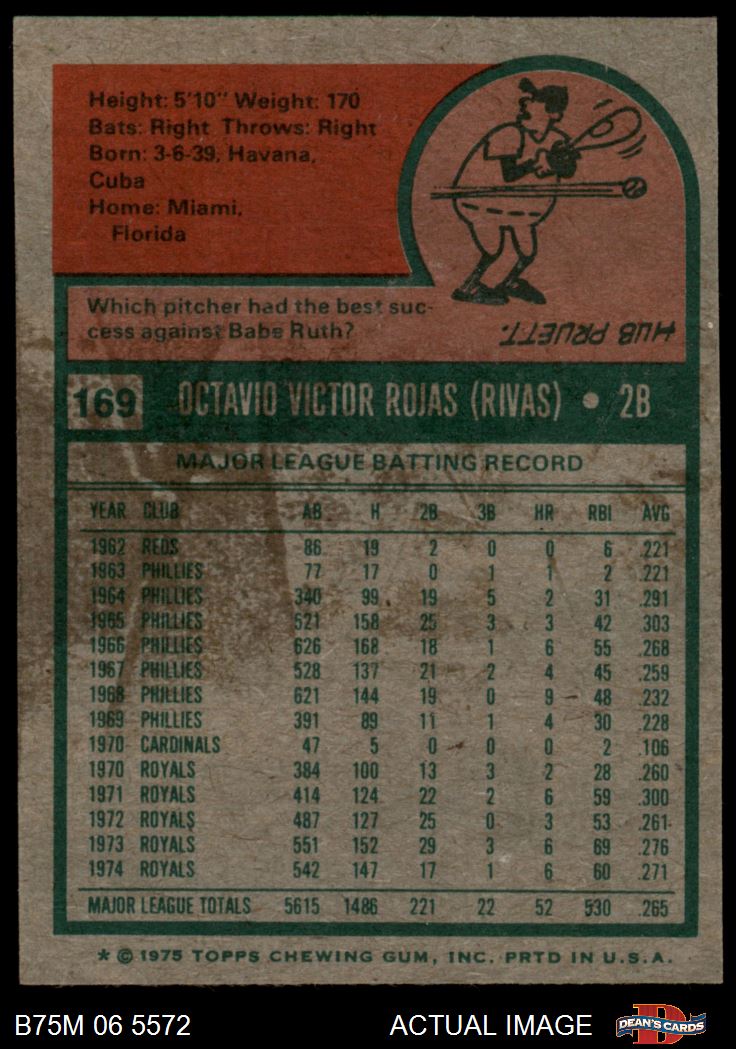 Height: 5'10" Weight: 170
Bats: Right Throws: Right
Born: 3-6-39, Havana,
Cuba
Home: Miami,
Florida
Which pitcher had the best suc-
cess against Babe Ruth?
HUB PRUETT.
169 OCTAVIO VICTOR ROJAS (RIVAS) • 2B
MAJOR LEAGUE BATTING RECORD
YEAR CLUB AB H 2B 3B HR RBI AVG
1962 REDS 86 19 2 0 0 6 .221
1963 PHILLIES 77 17 0 1 1 2 .221
1964 PHILLIES 340 99 19 5 2 31 .291
1965 PHILLIES 521 158 25 3 3 42 .303
1966 PHILLIES 626 168 18 1 6 55 .268
1967 PHILLIES 528 137 21 2 4 45 .259
1968 PHILLIES 621 144 19 0 9 48 .232
1969 PHILLIES 391 89 11 1 4 30 .228
1970 CARDINALS 47 5 0 0 0 2 .106
1970 ROYALS 384 100 13 3 2 28 .260
1971 ROYALS 414 124 22 2 6 59 .300
1972 ROYALS 487 127 25 0 3 53 .261
1973 ROYALS 551 152 29 3 6 69 .276
1974 ROYALS 542 147 17 1 6 60 .271
MAJOR LEAGUE TOTALS 5615 1486 221 22 52 530 .265
* © 1975 TOPPS CHEWING GUM, INC. PRTD IN U.S.A.
B75M 06 5572 ACTUAL IMAGE D DEAN'S CARDS